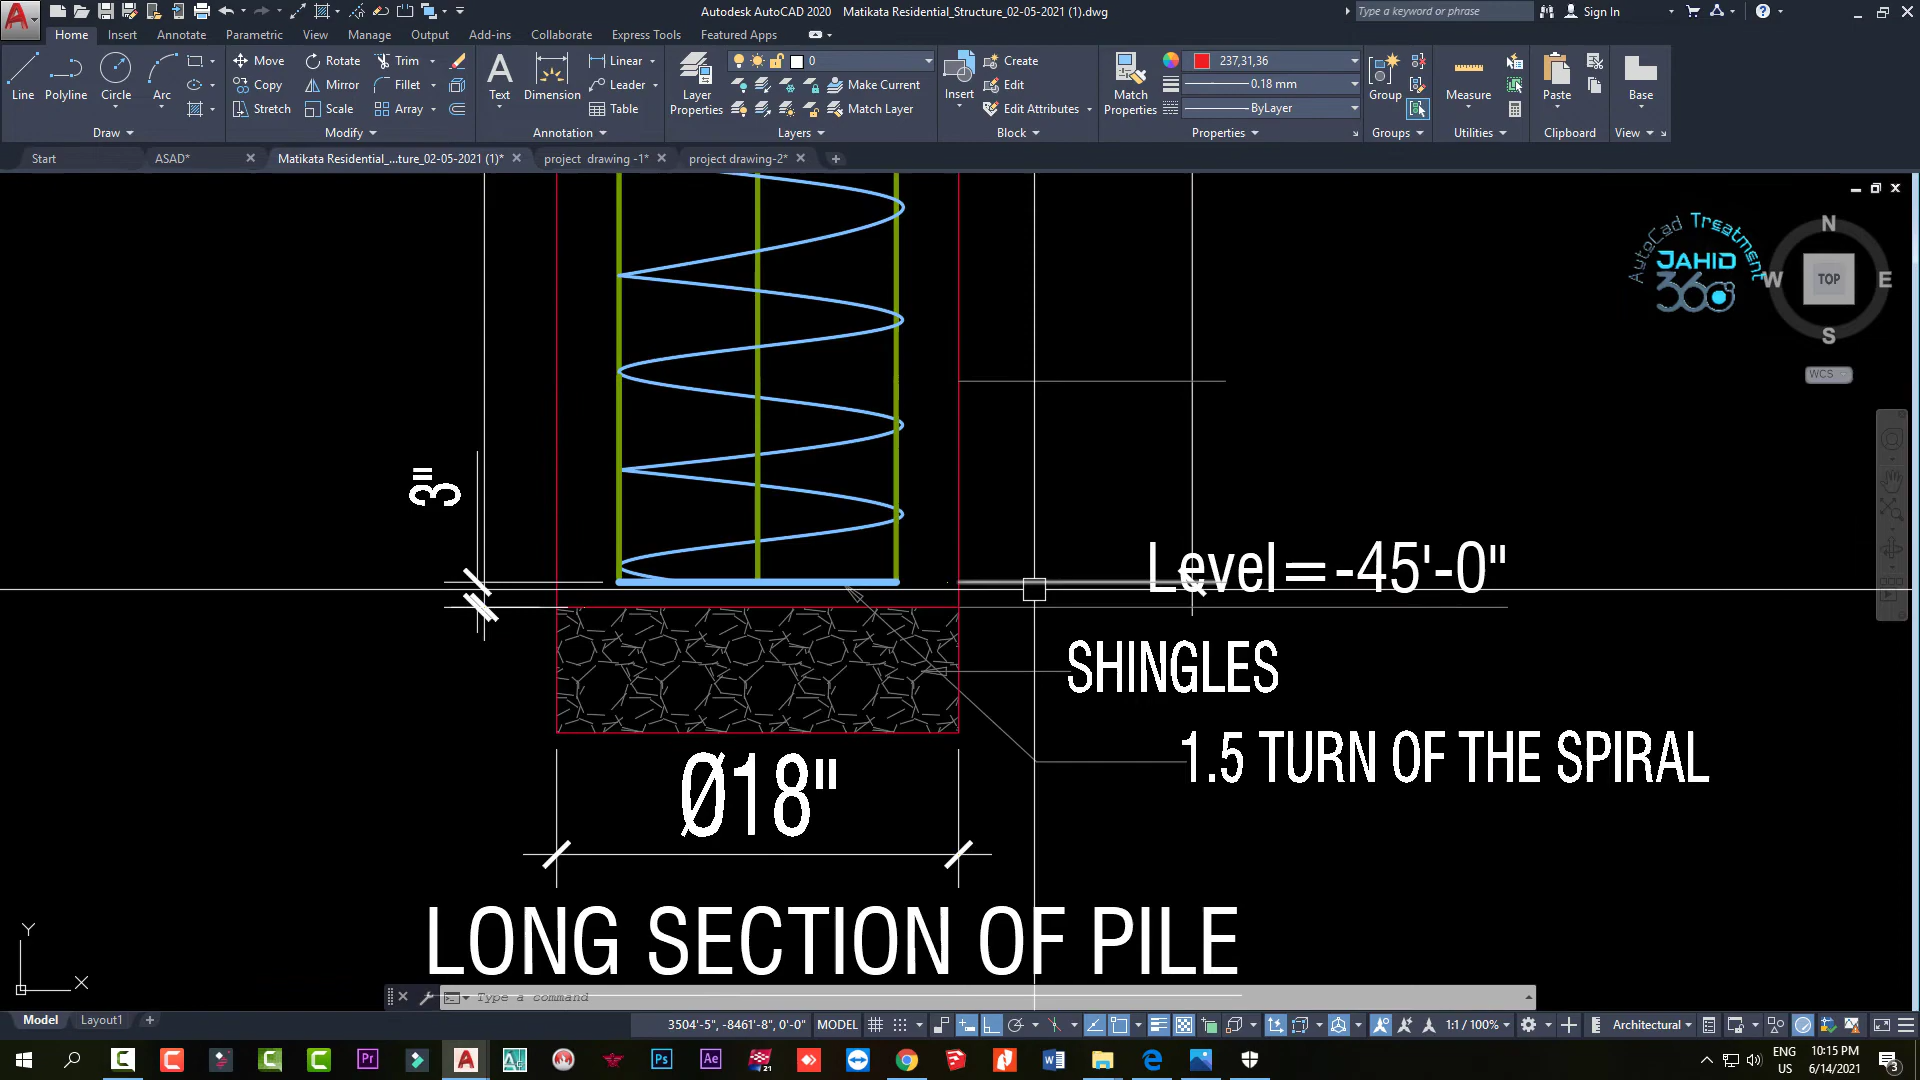 Autodesk AutoCAD 2020 Matikata Residential_Structure_02-05-2021 (1).dwg
Type a keyword or phrase
Sign In
Home Insert Annotate Parametric View Manage Output Add-ins Collaborate Express Tools Featured Apps
Line Polyline Circle Arc
Move Rotate Trim
Copy Mirror Fillet
Stretch Scale Array
Text Dimension
Linear
Leader
Table
Layer
Properties
0
Make Current
Match Layer
Insert
Create
Edit
Edit Attributes
Match
Properties
237,31,36
0.18 mm
ByLayer
Group
Measure
Paste
Base
Draw Modify Annotation Layers Block Properties Groups Utilities Clipboard View
Start ASAD* Matikata Residential_...ture_02-05-2021 (1)* project drawing -1* project drawing-2*
AutoCad Treatment
JAHID
360°
N
W TOP E
S
WCS
3"
Level=-45'-0"
SHINGLES
1.5 TURN OF THE SPIRAL
Ø18"
LONG SECTION OF PILE
Y
X
Type a command
Model Layout1
3504'-5", -8461'-8", 0'-0" MODEL 1:1 / 100% Architectural
Pr Ps Ae 21
ENG
US
10:15 PM
6/14/2021
3